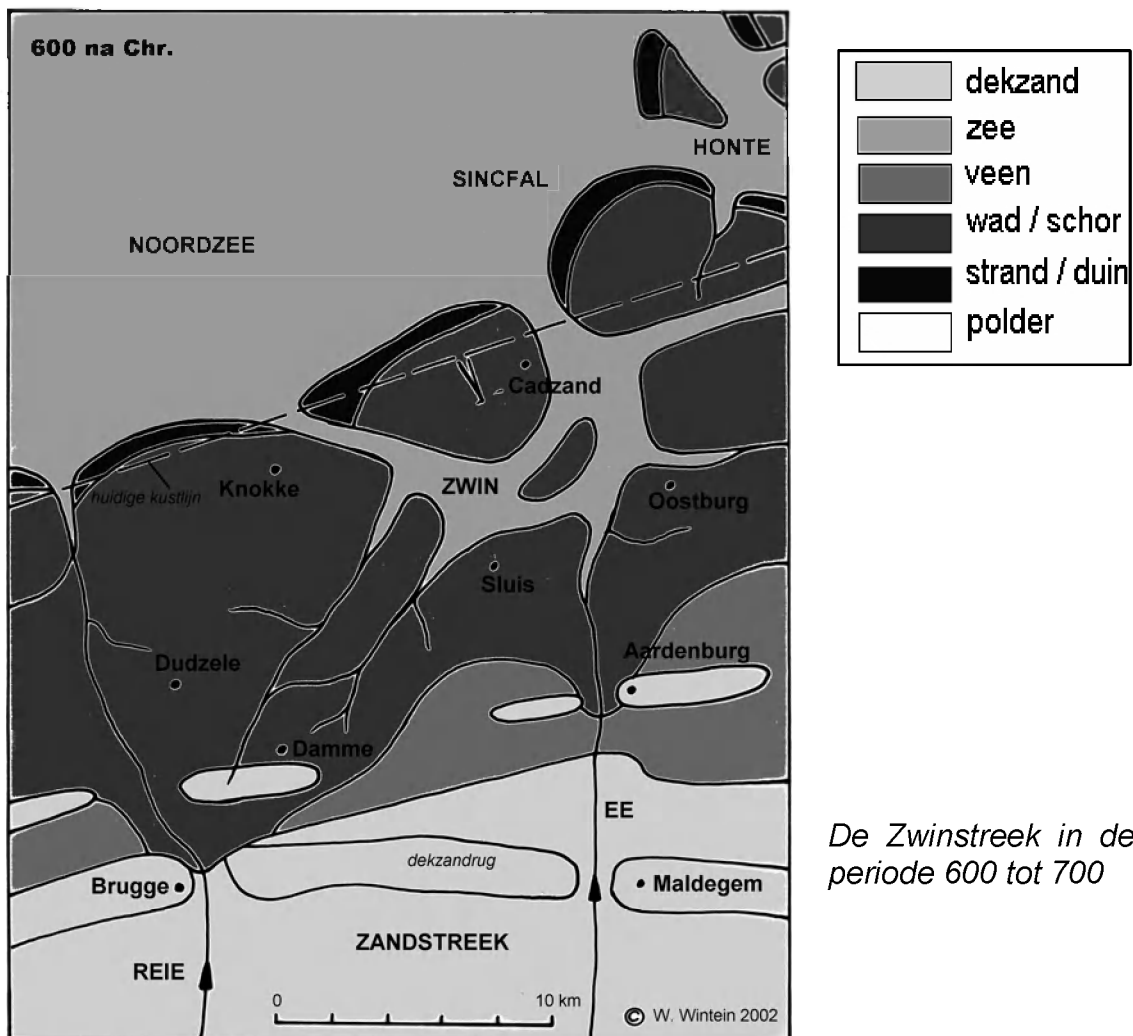 600 na Chr.
HONTE
SINCFAL
NOORDZEE
Cadzand
huidige kustlijn
Knokke
ZWIN
Oostburg
Sluis
Dudzele
Aardenburg
Damme
EE
dekzandrug
Brugge
Maldegem
ZANDSTREEK
REIE
0 10 km
© W. Wintein 2002
dekzand
zee
veen
wad / schor
strand / duin
polder
De Zwinstreek in de
periode 600 tot 700